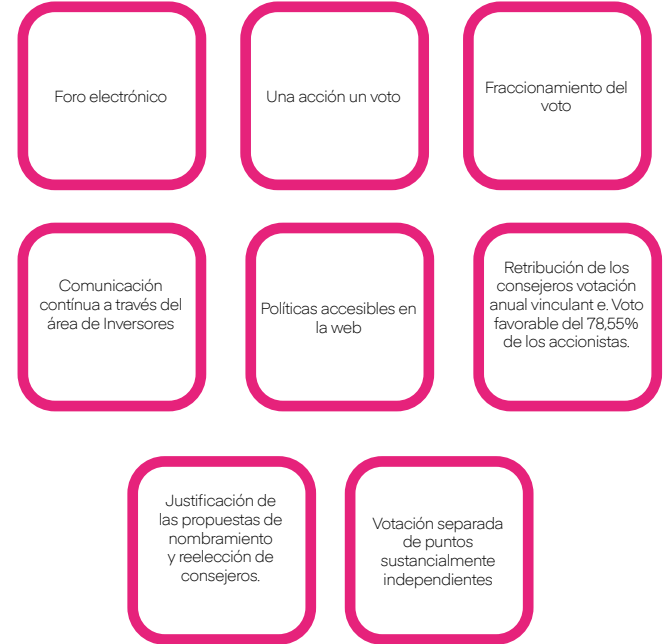 Foro electrónico
Una acción un voto
Fraccionamiento del
voto
Comunicación
contínua a través del
área de Inversores
Políticas accesibles en
la web
Retribución de los
consejeros votación
anual vinculant e. Voto
favorable del 78,55%
de los accionistas.
Justificación de
las propuestas de
nombramiento
y reelección de
consejeros.
Votación separada
de puntos
sustancialmente
independientes